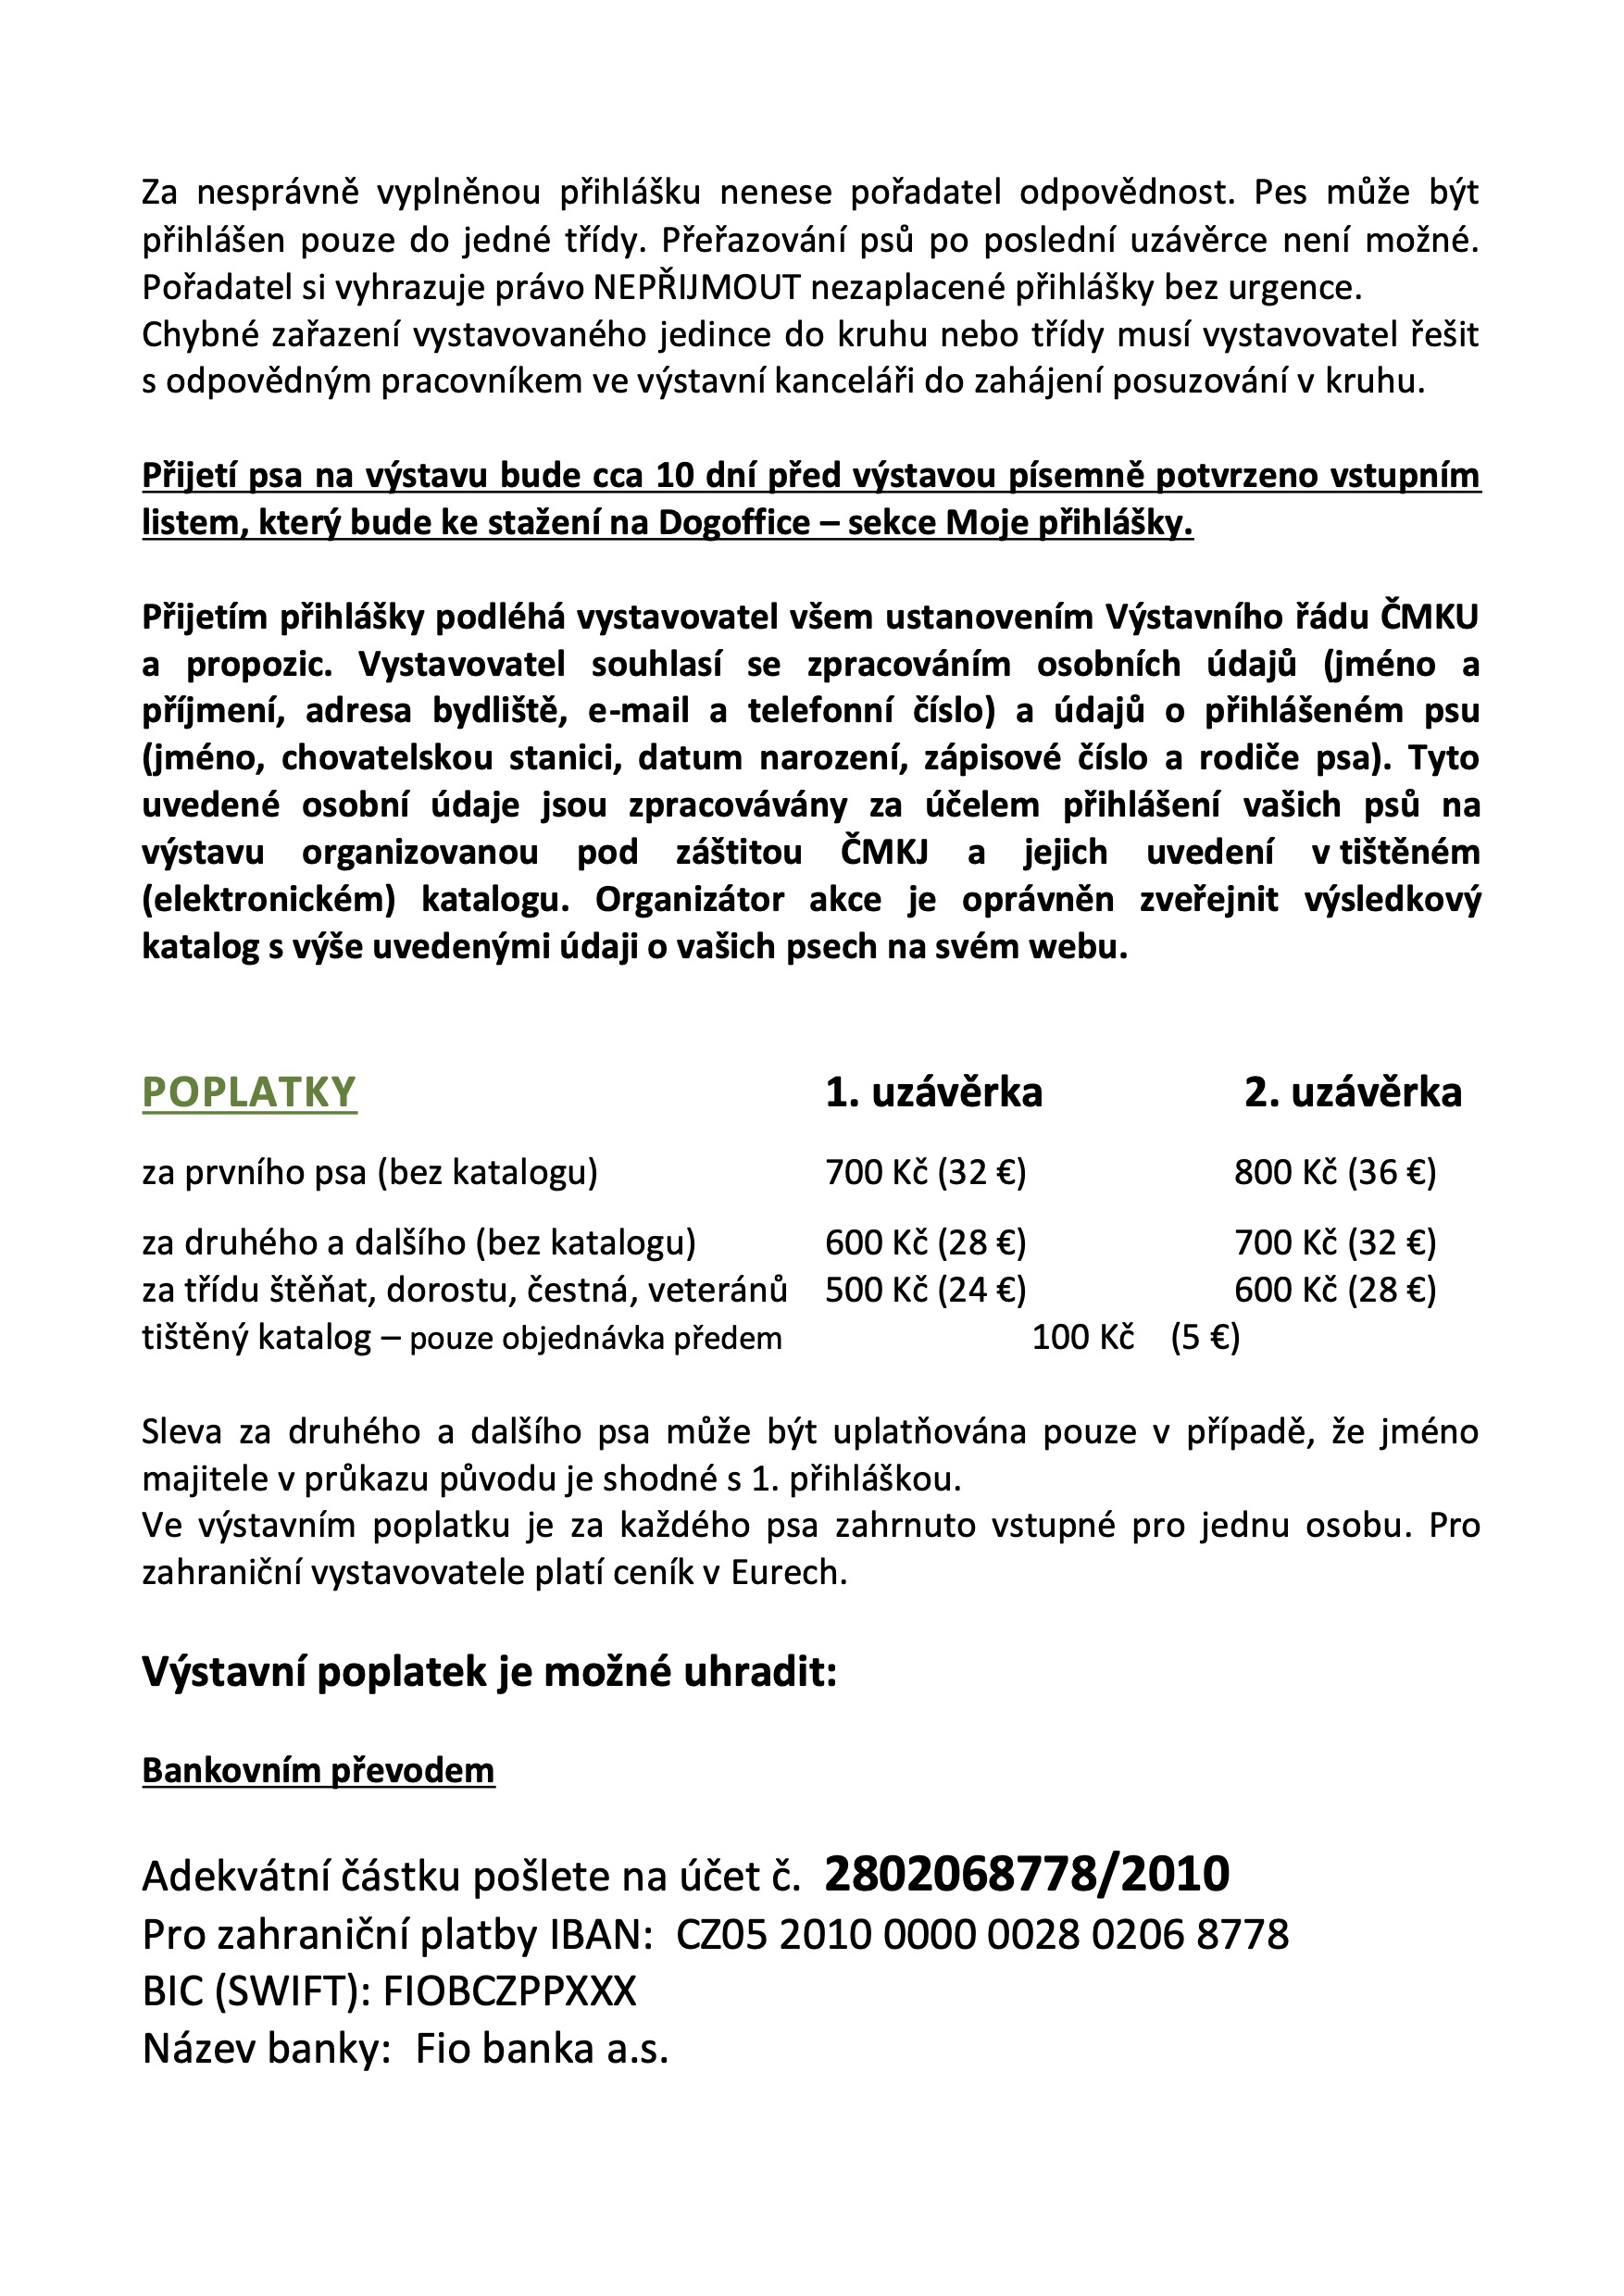 Za nesprávně vyplněnou přihlášku nenese pořadatel odpovědnost. Pes může být
přihlášen pouze do jedné třídy. Přeřazování psů po poslední uzávěrce není možné.
Pořadatel si vyhrazuje právo NEPŘIJMOUT nezaplacené přihlášky bez urgence.
Chybné zařazení vystavovaného jedince do kruhu nebo třídy musí vystavovatel řešit
s odpovědným pracovníkem ve výstavní kanceláři do zahájení posuzování v kruhu.
Přijetí psa na výstavu bude cca 10 dní před výstavou písemně potvrzeno vstupním
listem, který bude ke stažení na Dogoffice – sekce Moje přihlášky.
Přijetím přihlášky podléhá vystavovatel všem ustanovením Výstavního řádu ČMKU
a propozic. Vystavovatel souhlasí se zpracováním osobních údajů (jméno a
příjmení, adresa bydliště, e-mail a telefonní číslo) a údajů o přihlášeném psu
(jméno, chovatelskou stanici, datum narození, zápisové číslo a rodiče psa). Tyto
uvedené osobní údaje jsou zpracovávány za účelem přihlášení vašich psů na
výstavu organizovanou pod záštitou ČMKJ a jejich uvedení v tištěném
(elektronickém) katalogu. Organizátor akce je oprávněn zveřejnit výsledkový
katalog s výše uvedenými údaji o vašich psech na svém webu.
POPLATKY 1. uzávěrka 2. uzávěrka
za prvního psa (bez katalogu) 700 Kč (32 €) 800 Kč (36 €)
za druhého a dalšího (bez katalogu) 600 Kč (28 €) 700 Kč (32 €)
za třídu štěňat, dorostu, čestná, veteránů 500 Kč (24 €) 600 Kč (28 €)
tištěný katalog – pouze objednávka předem 100 Kč (5 €)
Sleva za druhého a dalšího psa může být uplatňována pouze v případě, že jméno
majitele v průkazu původu je shodné s 1. přihláškou.
Ve výstavním poplatku je za každého psa zahrnuto vstupné pro jednu osobu. Pro
zahraniční vystavovatele platí ceník v Eurech.
Výstavní poplatek je možné uhradit:
Bankovním převodem
Adekvátní částku pošlete na účet č. 2802068778/2010
Pro zahraniční platby IBAN: CZ05 2010 0000 0028 0206 8778
BIC (SWIFT): FIOBCZPPXXX
Název banky: Fio banka a.s.